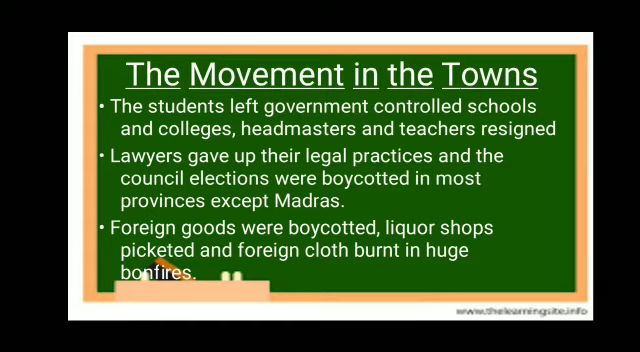 The Movement in the Towns
• The students left government controlled schools
and colleges, headmasters and teachers resigned
• Lawyers gave up their legal practices and the
council elections were boycotted in most
provinces except Madras.
• Foreign goods were boycotted, liquor shops
picketed and foreign cloth burnt in huge
bonfires.
www.thelearningsite.info